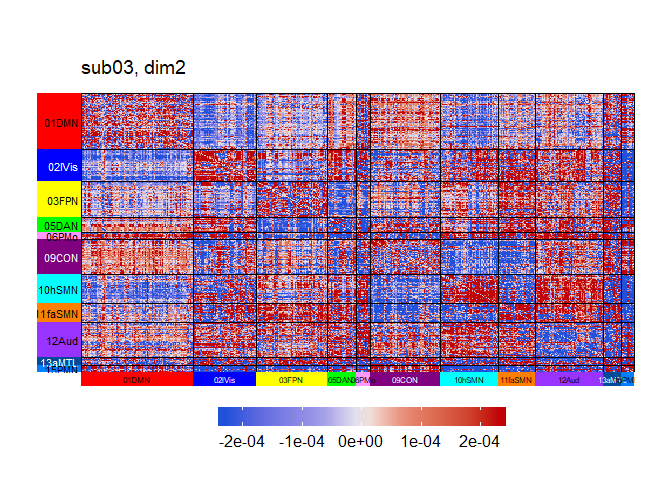 sub03, dim2
01DMN
02lVis
03FPN
05DAN
06PMo
09CON
10hSMN
11faSMN
12Aud
13aMTL
01DMN
02lVis
03FPN
05DAN
09CON
10hSMN
11faSMN
12Aud
-2e-04 -1e-04 0e+00 1e-04 2e-04